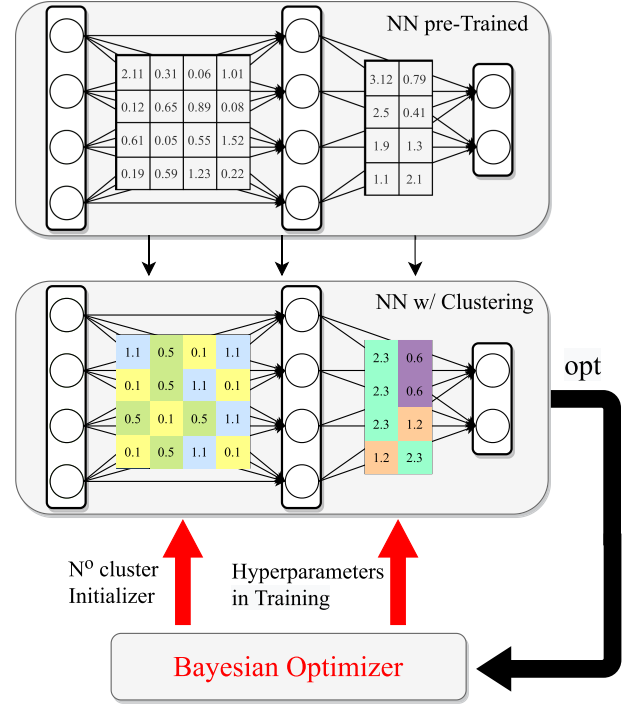 NN pre-Trained
2.11 0.31 0.06 1.01
0.12 0.65 0.89 0.08
0.61 0.05 0.55 1.52
0.19 0.59 1.23 0.22
3.12 0.79
2.5 0.41
1.9 1.3
1.1 2.1
NN w/ Clustering
1.1 0.5 0.1 1.1
0.1 0.5 1.1 0.1
0.5 0.1 0.5 1.1
0.1 0.5 1.1 0.1
2.3 0.6
2.3 0.6
2.3 1.2
1.2 2.3
opt
Nº cluster
Initializer
Hyperparameters
in Training
Bayesian Optimizer